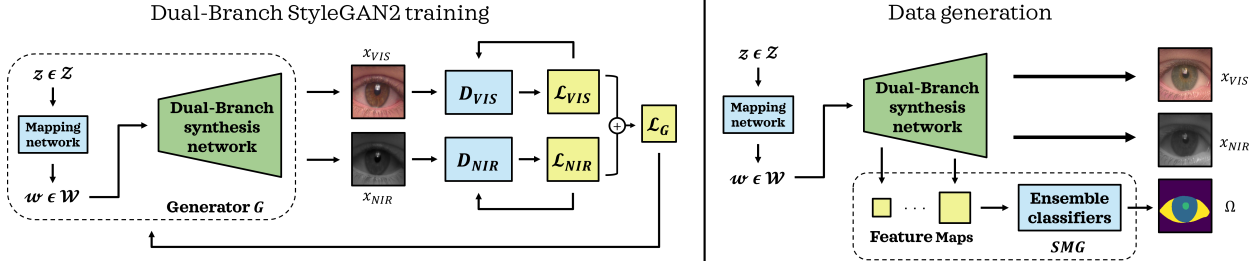 Dual-Branch StyleGAN2 training
z ϵ Z
Mapping
network
w ϵ W
Dual-Branch
synthesis
network
Generator G
x_VIS
x_NIR
D_VIS
D_NIR
ℒ_VIS
ℒ_NIR
+
ℒ_G
Data generation
z ϵ Z
Mapping
network
w ϵ W
Dual-Branch
synthesis
network
. . .
Feature Maps
Ensemble
classifiers
SMG
x_VIS
x_NIR
Ω